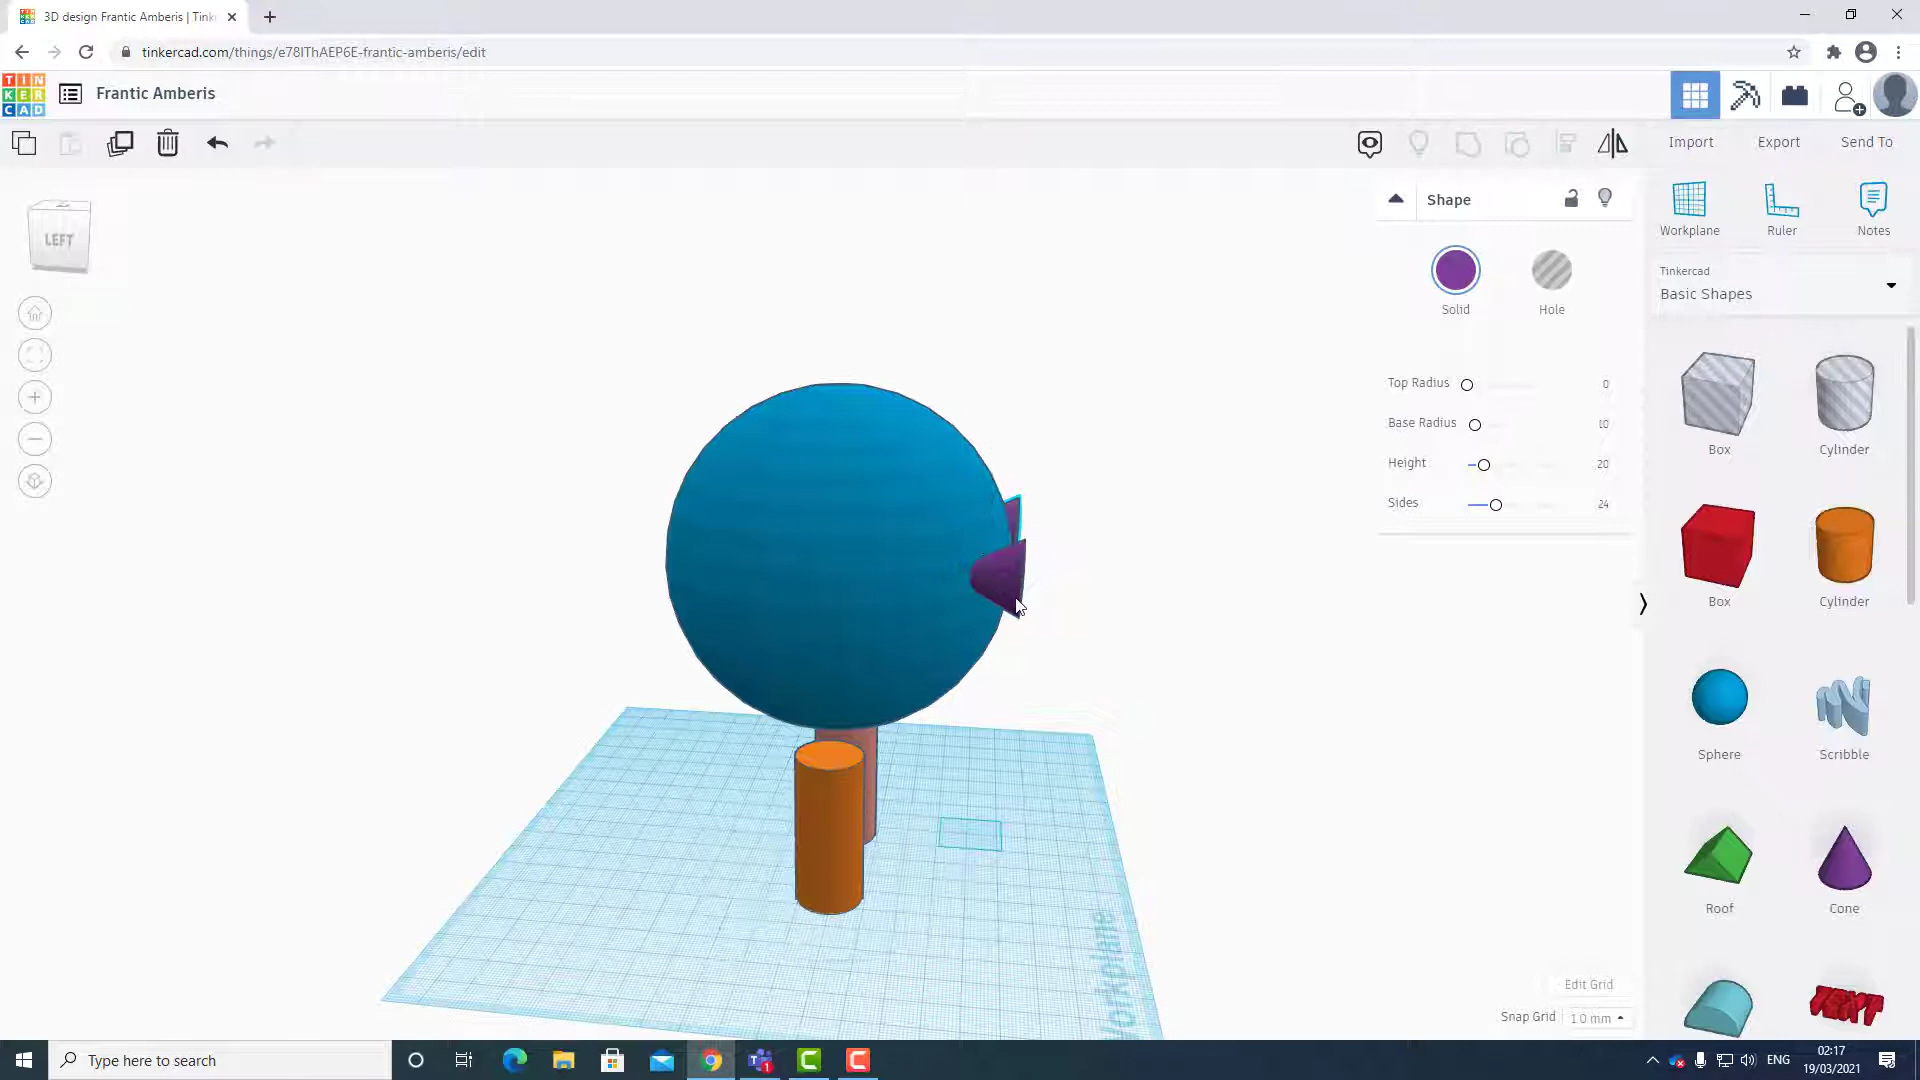 3D design Frantic Amberis | Tink
tinkercad.com/things/e78IThAEP6E-frantic-amberis/edit
TIN
KER
CAD
Frantic Amberis
Import
Export
Send To
LEFT
Shape
Solid
Hole
Workplane
Ruler
Notes
Tinkercad
Basic Shapes
Top Radius 0
Base Radius 10
Height 20
Sides 24
Box
Cylinder
Box
Cylinder
Sphere
Scribble
Roof
Cone
TEXT
Workplane
Edit Grid
Snap Grid 1.0 mm
Type here to search
1
ENG
02:17
19/03/2021